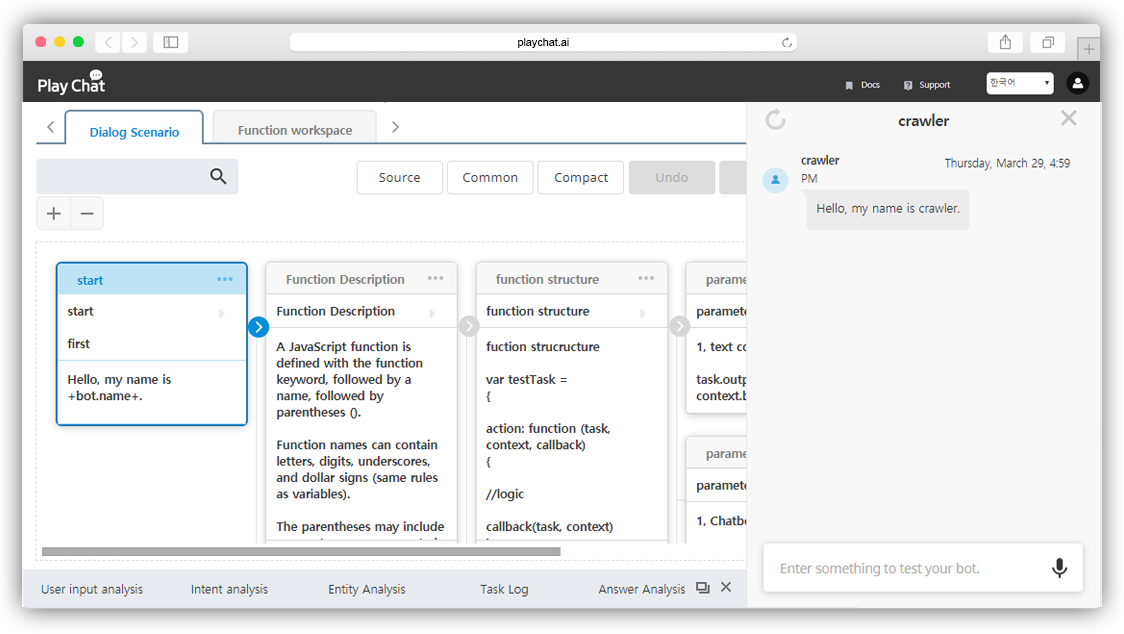 playchat.ai
Play Chat
Docs
Support
한국어
Dialog Scenario
Function workspace
Source
Common
Compact
Undo
start
start
first
Hello, my name is
+bot.name+.
Function Description
Function Description
A JavaScript function is
defined with the function
keyword, followed by a
name, followed by
parentheses ().
Function names can contain
letters, digits, underscores,
and dollar signs (same rules
as variables).
The parentheses may include
function structure
function structure
fuction strucructure
var testTask =
{
action: function (task,
context, callback)
{
//logic
callback(task, context)
parame
paramete
1, text co
task.outp
context.b
parame
paramete
1, Chatbo
User input analysis
Intent analysis
Entity Analysis
Task Log
Answer Analysis
crawler
crawler
Thursday, March 29, 4:59
PM
Hello, my name is crawler.
Enter something to test your bot.